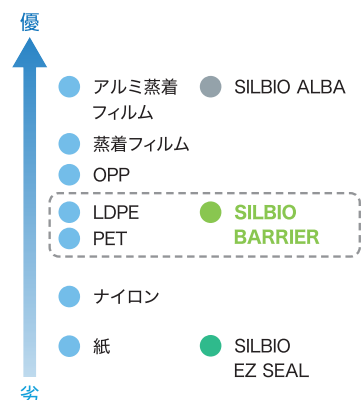 優
アルミ蒸着 SILBIO ALBA
フィルム
蒸着フィルム
OPP
LDPE SILBIO
PET BARRIER
ナイロン
紙 SILBIO
EZ SEAL
劣